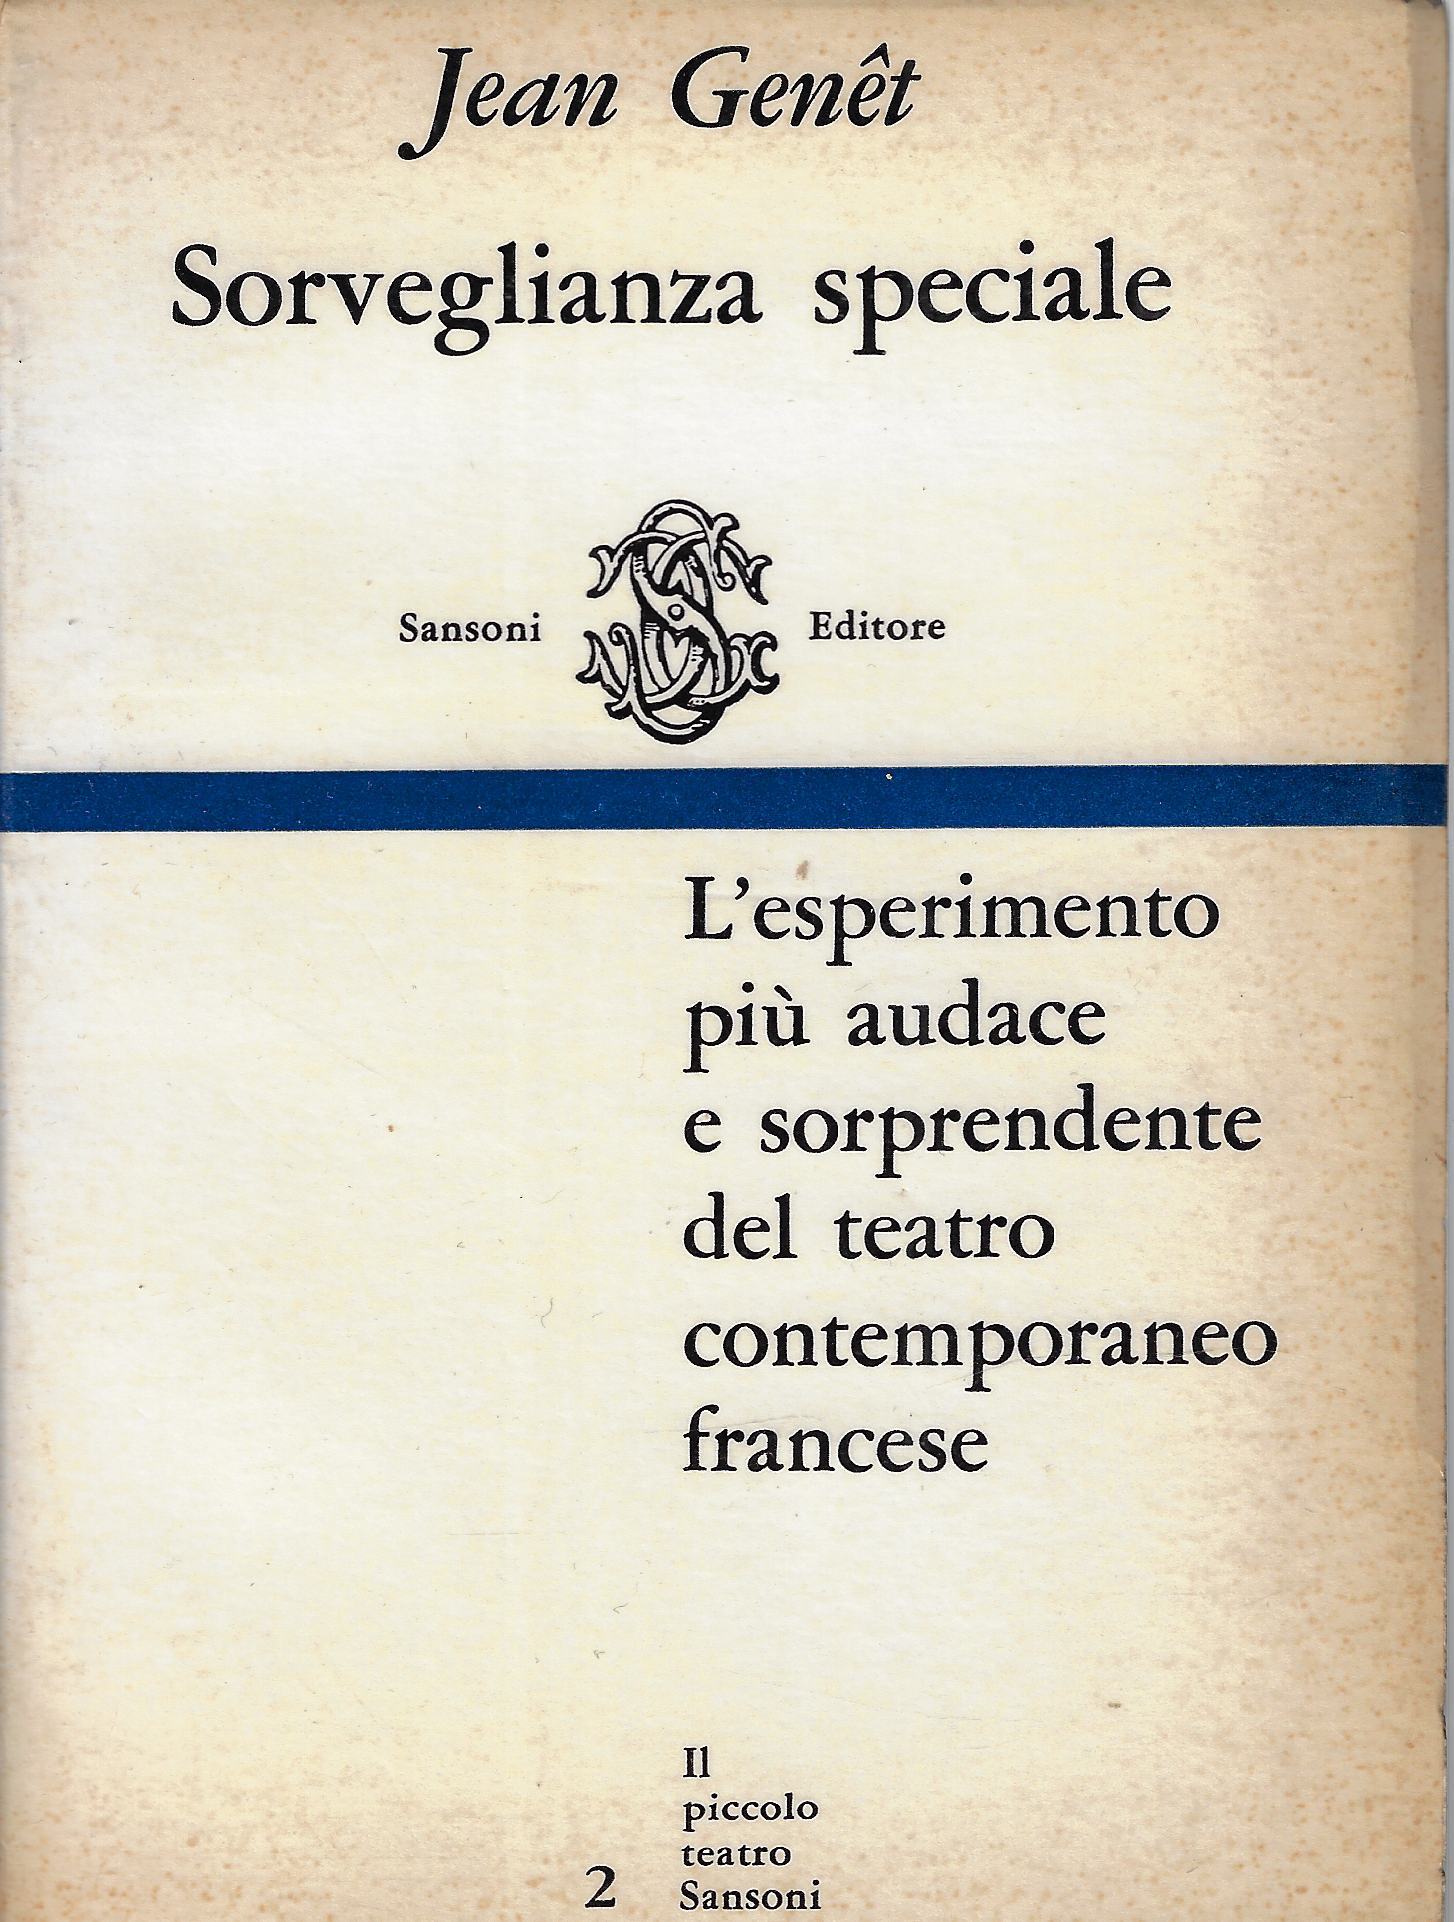 Jean Genêt
Sorveglianza speciale
Sansoni Editore
L'esperimento
più audace
e sorprendente
del teatro
contemporaneo
francese
Il
piccolo
teatro
2 Sansoni